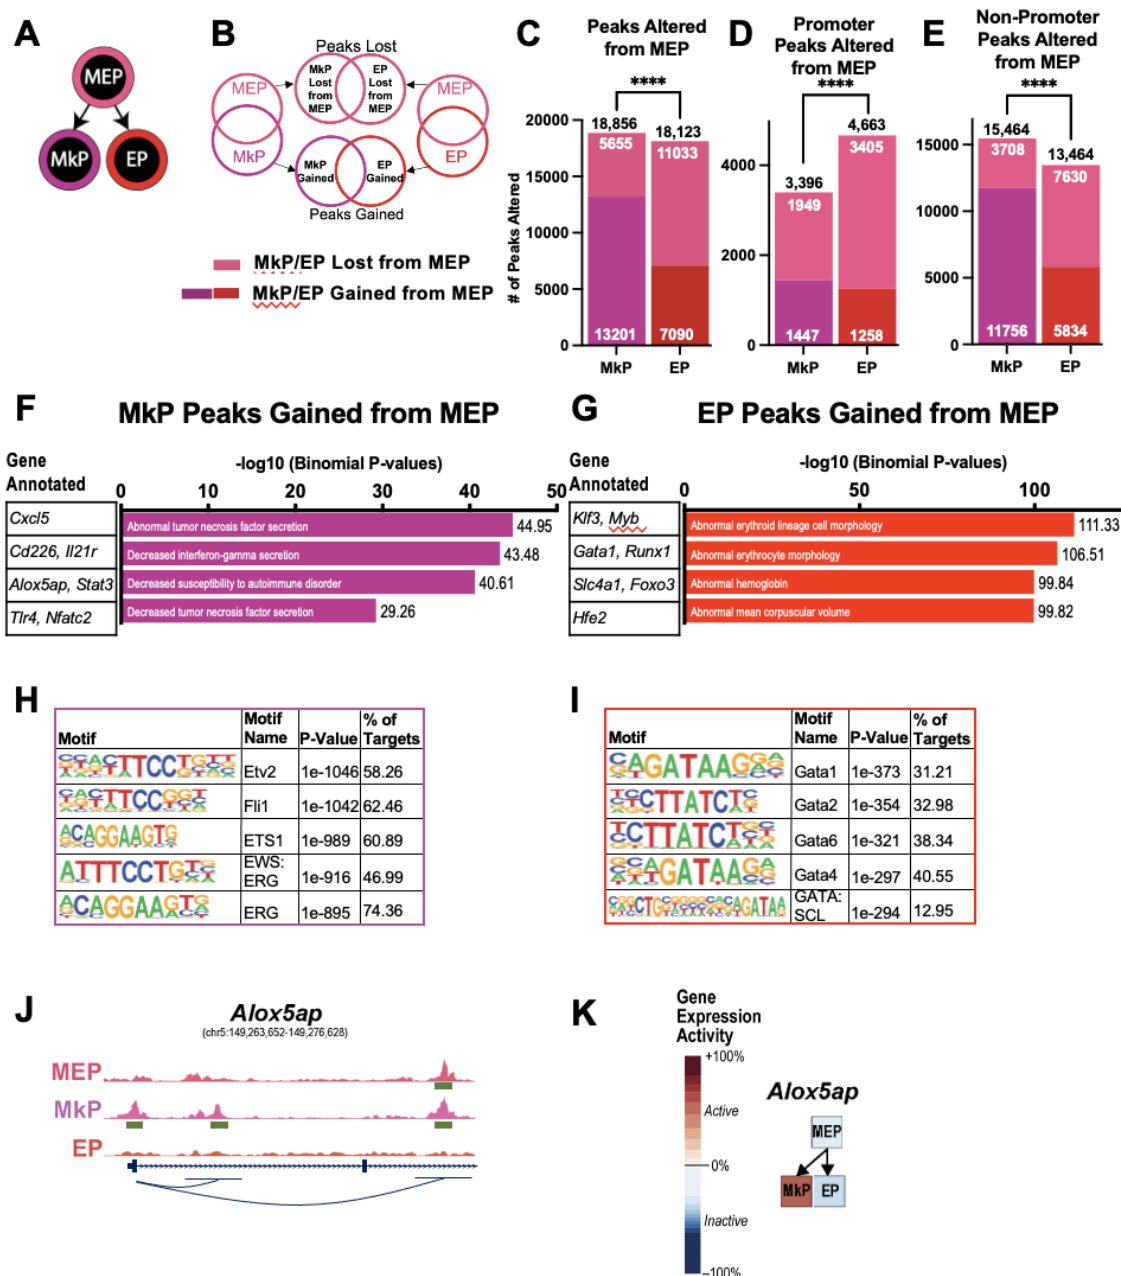 A
MEP
MkP
EP
B
Peaks Lost
MEP
MkP
MkP
Lost
from
MEP
EP
Lost
from
MEP
MEP
EP
MkP
Gained
EP
Gained
Peaks Gained
MkP/EP Lost from MEP
MkP/EP Gained from MEP
C
Peaks Altered
from MEP
****
# of Peaks Altered
20000
15000
10000
5000
0
18,856
5655
13201
18,123
11033
7090
MkP
EP
D
Promoter
Peaks Altered
from MEP
****
4000
2000
0
3,396
1949
1447
4,663
3405
1258
MkP
EP
E
Non-Promoter
Peaks Altered
from MEP
****
15000
10000
5000
0
15,464
3708
11756
13,464
7630
5834
MkP
EP
F
MkP Peaks Gained from MEP
Gene
Annotated
-log10 (Binomial P-values)
0 10 20 30 40 50
Cxcl5
Abnormal tumor necrosis factor secretion
44.95
Cd226, Il21r
Decreased interferon-gamma secretion
43.48
Alox5ap, Stat3
Decreased susceptibility to autoimmune disorder
40.61
Tlr4, Nfatc2
Decreased tumor necrosis factor secretion
29.26
G
EP Peaks Gained from MEP
Gene
Annotated
-log10 (Binomial P-values)
0 50 100
Klf3, Myb
Abnormal erythroid lineage cell morphology
111.33
Gata1, Runx1
Abnormal erythrocyte morphology
106.51
Slc4a1, Foxo3
Abnormal hemoglobin
99.84
Hfe2
Abnormal mean corpuscular volume
99.82
H
Motif
Motif
Name
P-Value
% of
Targets
Etv2 1e-1046 58.26
Fli1 1e-1042 62.46
ETS1 1e-989 60.89
EWS:
ERG 1e-916 46.99
ERG 1e-895 74.36
I
Motif
Motif
Name
P-Value
% of
Targets
Gata1 1e-373 31.21
Gata2 1e-354 32.98
Gata6 1e-321 38.34
Gata4 1e-297 40.55
GATA:
SCL 1e-294 12.95
J
Alox5ap
(chr5:149,263,652-149,276,628)
MEP
MkP
EP
K
Gene
Expression
Activity
+100%
Active
0%
Inactive
-100%
Alox5ap
MEP
MkP
EP